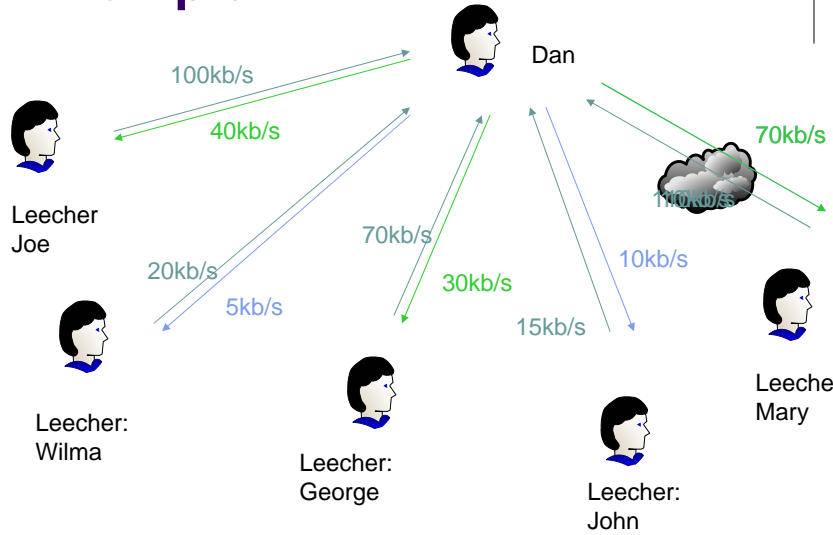 Dan
100kb/s
40kb/s
70kb/s
Leecher
Joe
20kb/s
5kb/s
70kb/s
30kb/s
10kb/s
15kb/s
Leecher:
Wilma
Leecher:
George
Leecher:
John
Leeche
Mary